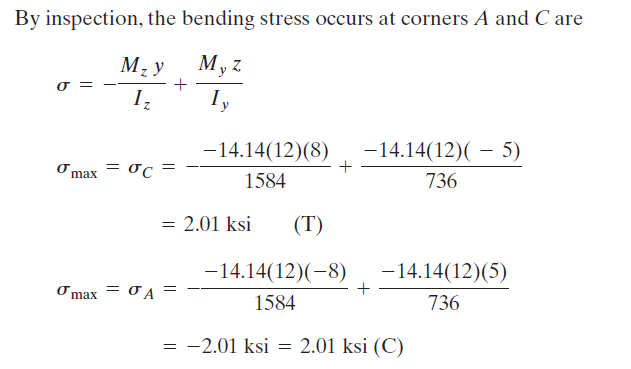 By inspection, the bending stress occurs at corners A and C are
σ = −M_z y / I_z + M_y z / I_y
σ_max = σ_C = − −14.14(12)(8) / 1584 + −14.14(12)( − 5) / 736
= 2.01 ksi (T)
σ_max = σ_A = − −14.14(12)(−8) / 1584 + −14.14(12)(5) / 736
= −2.01 ksi = 2.01 ksi (C)